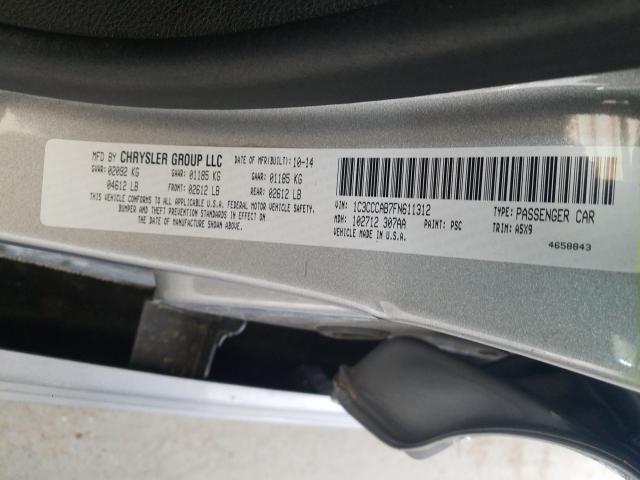 MFD BY CHRYSLER GROUP LLC DATE OF MFR(BUILT): 10-14
GVWR: 02092 KG GAWR: 01185 KG GAWR: 01185 KG
04612 LB FRONT: 02612 LB REAR: 02612 LB
THIS VEHICLE CONFORMS TO ALL APPLICABLE U.S.A. FEDERAL MOTOR VEHICLE SAFETY,
BUMPER AND THEFT PREVENTION STANDARDS IN EFFECT ON
THE DATE OF MANUFACTURE SHOWN ABOVE.
VIN: 1C3CCCAB7FN611312 TYPE: PASSENGER CAR
MDH: 102712 307AA PAINT: PSC TRIM: A5X9
VEHICLE MADE IN U.S.A.
4658843